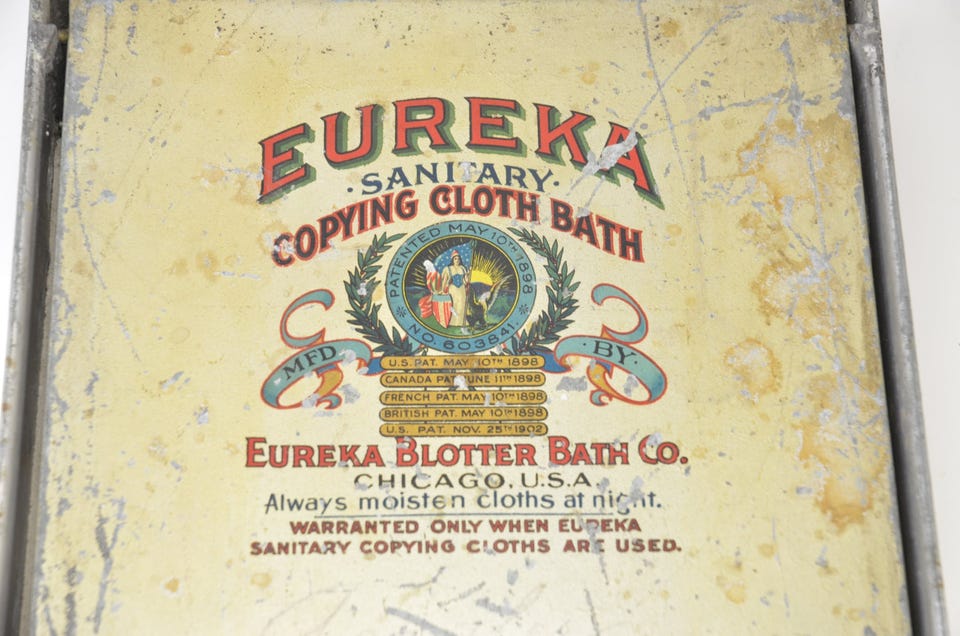 EUREKA
·SANITARY·
COPYING CLOTH BATH
PATENTED MAY 10TH 1898
NO. 603841
MFD BY·
U.S. PAT. MAY 10TH 1898
CANADA PAT. JUNE 11TH 1898
FRENCH PAT. MAY 10TH 1898
BRITISH PAT. MAY 10TH 1898
U.S. PAT. NOV. 25TH 1902
EUREKA BLOTTER BATH CO.
CHICAGO, U.S.A.
Always moisten cloths at night.
WARRANTED ONLY WHEN EUREKA
SANITARY COPYING CLOTHS ARE USED.